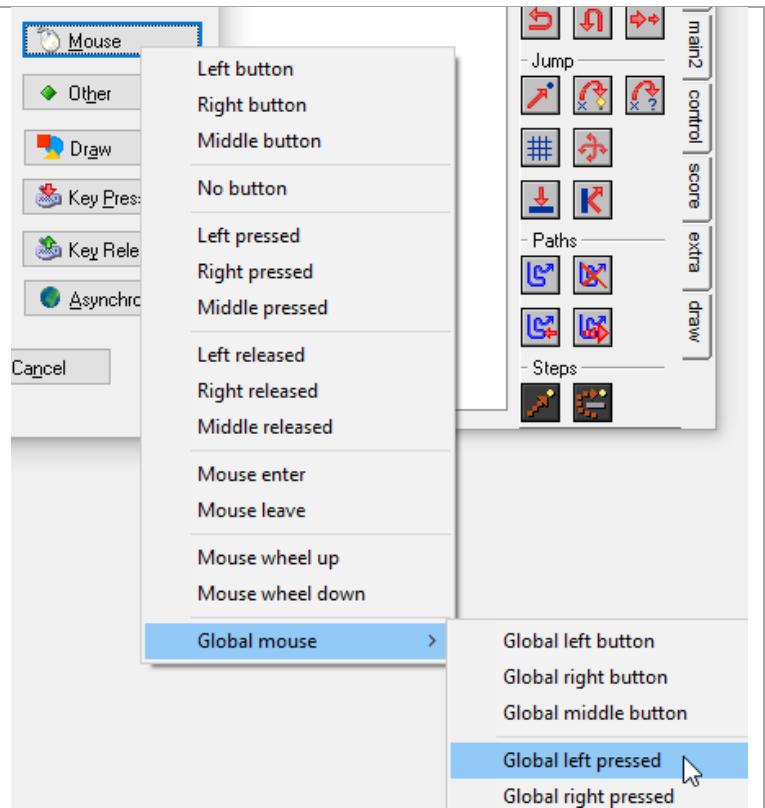 Mouse
Other
Draw
Key Pres
Key Rele
Asynchro
Cancel
Left button
Right button
Middle button
No button
Left pressed
Right pressed
Middle pressed
Left released
Right released
Middle released
Mouse enter
Mouse leave
Mouse wheel up
Mouse wheel down
Global mouse >
Global left button
Global right button
Global middle button
Global left pressed
Global right pressed
Jump
Paths
Steps
main2
control
score
extra
draw